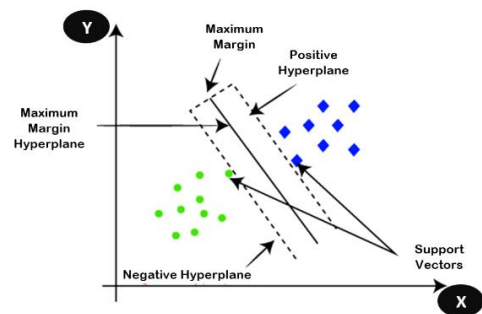 Y
Maximum
Margin
Positive
Hyperplane
Maximum
Margin
Hyperplane
Negative Hyperplane
Support
Vectors
X